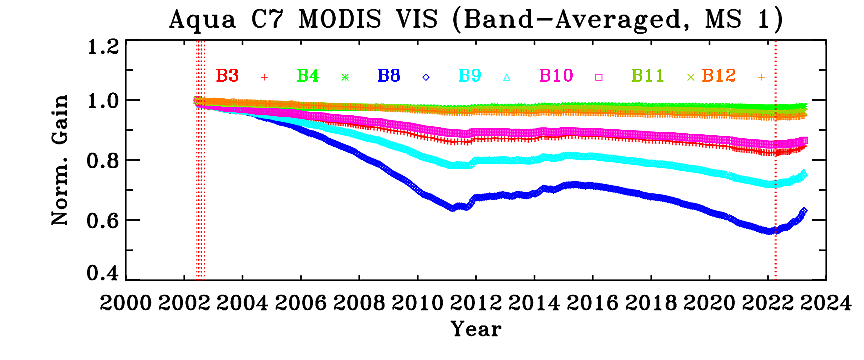 Aqua C7 MODIS VIS (Band-Averaged, MS 1)
1.2
B3 + B4 × B8 ◇ B9 △ B10 □ B11 × B12 +
1.0
0.8
0.6
0.4
Norm. Gain
2000 2002 2004 2006 2008 2010 2012 2014 2016 2018 2020 2022 2024
Year